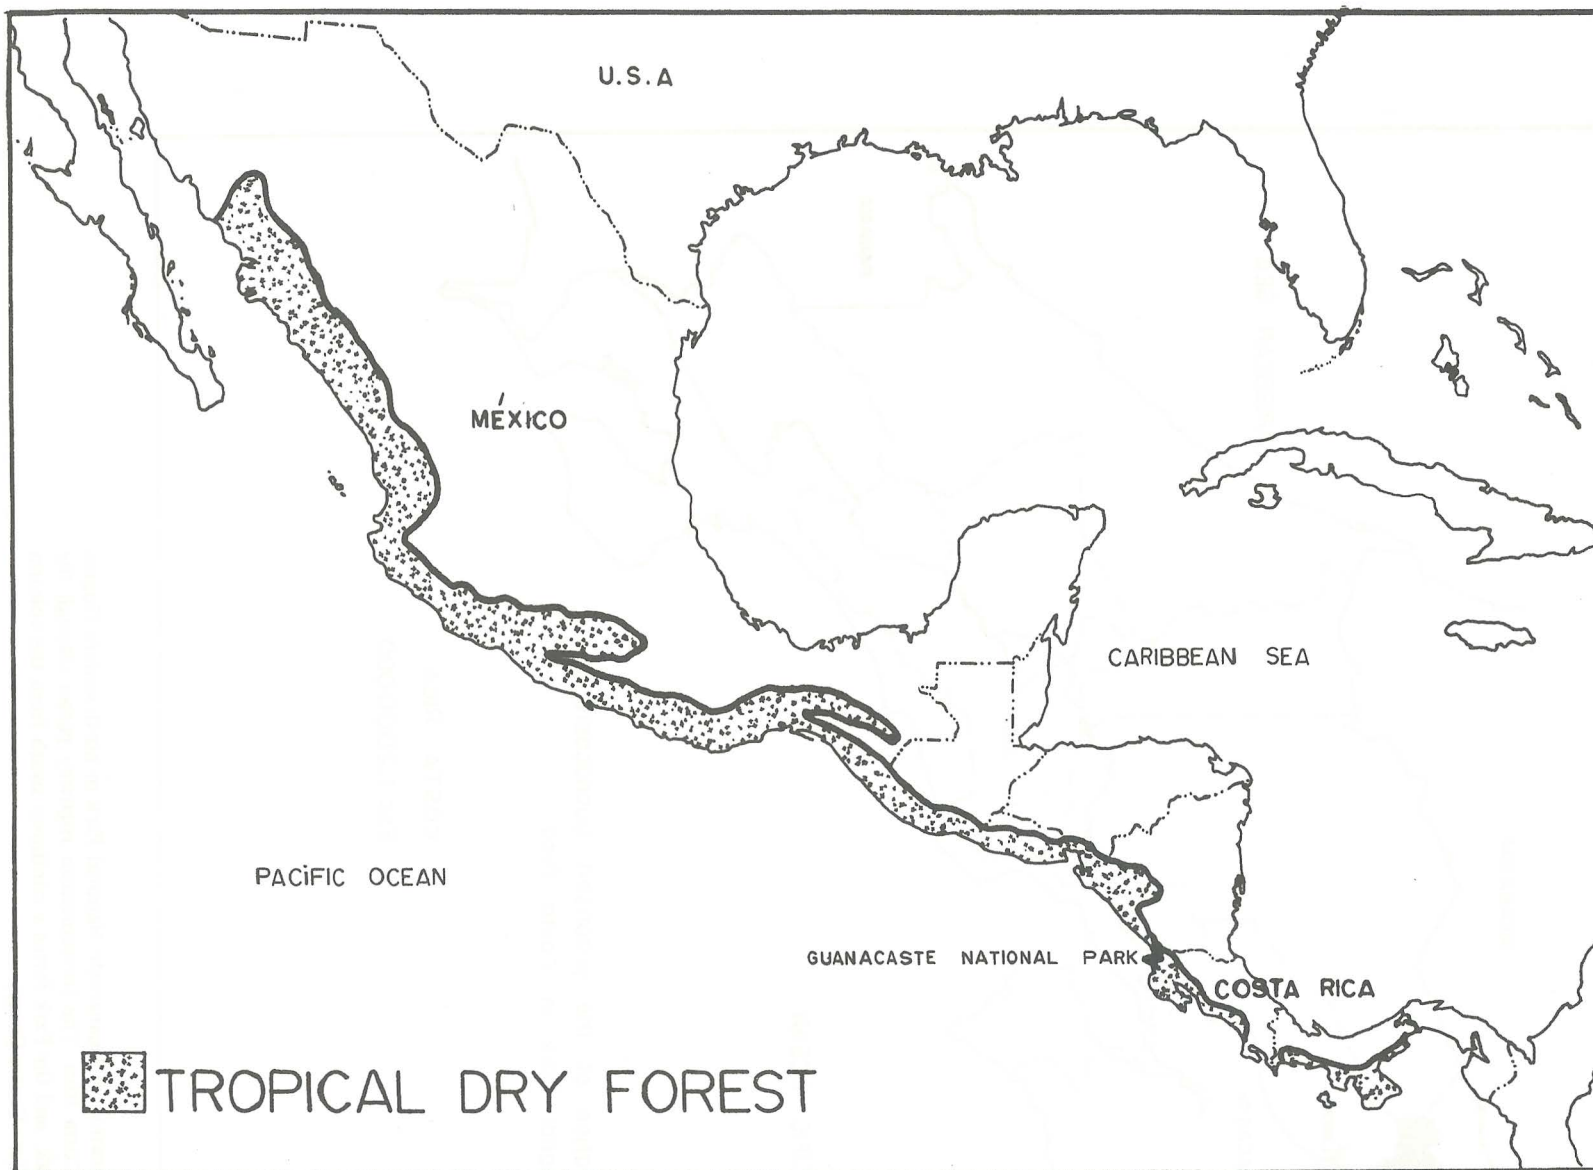 U.S.A
MÉXICO
CARIBBEAN SEA
PACiFIC OCEAN
GUANACASTE NATIONAL PARK
COSTA RICA
TROPICAL DRY FOREST